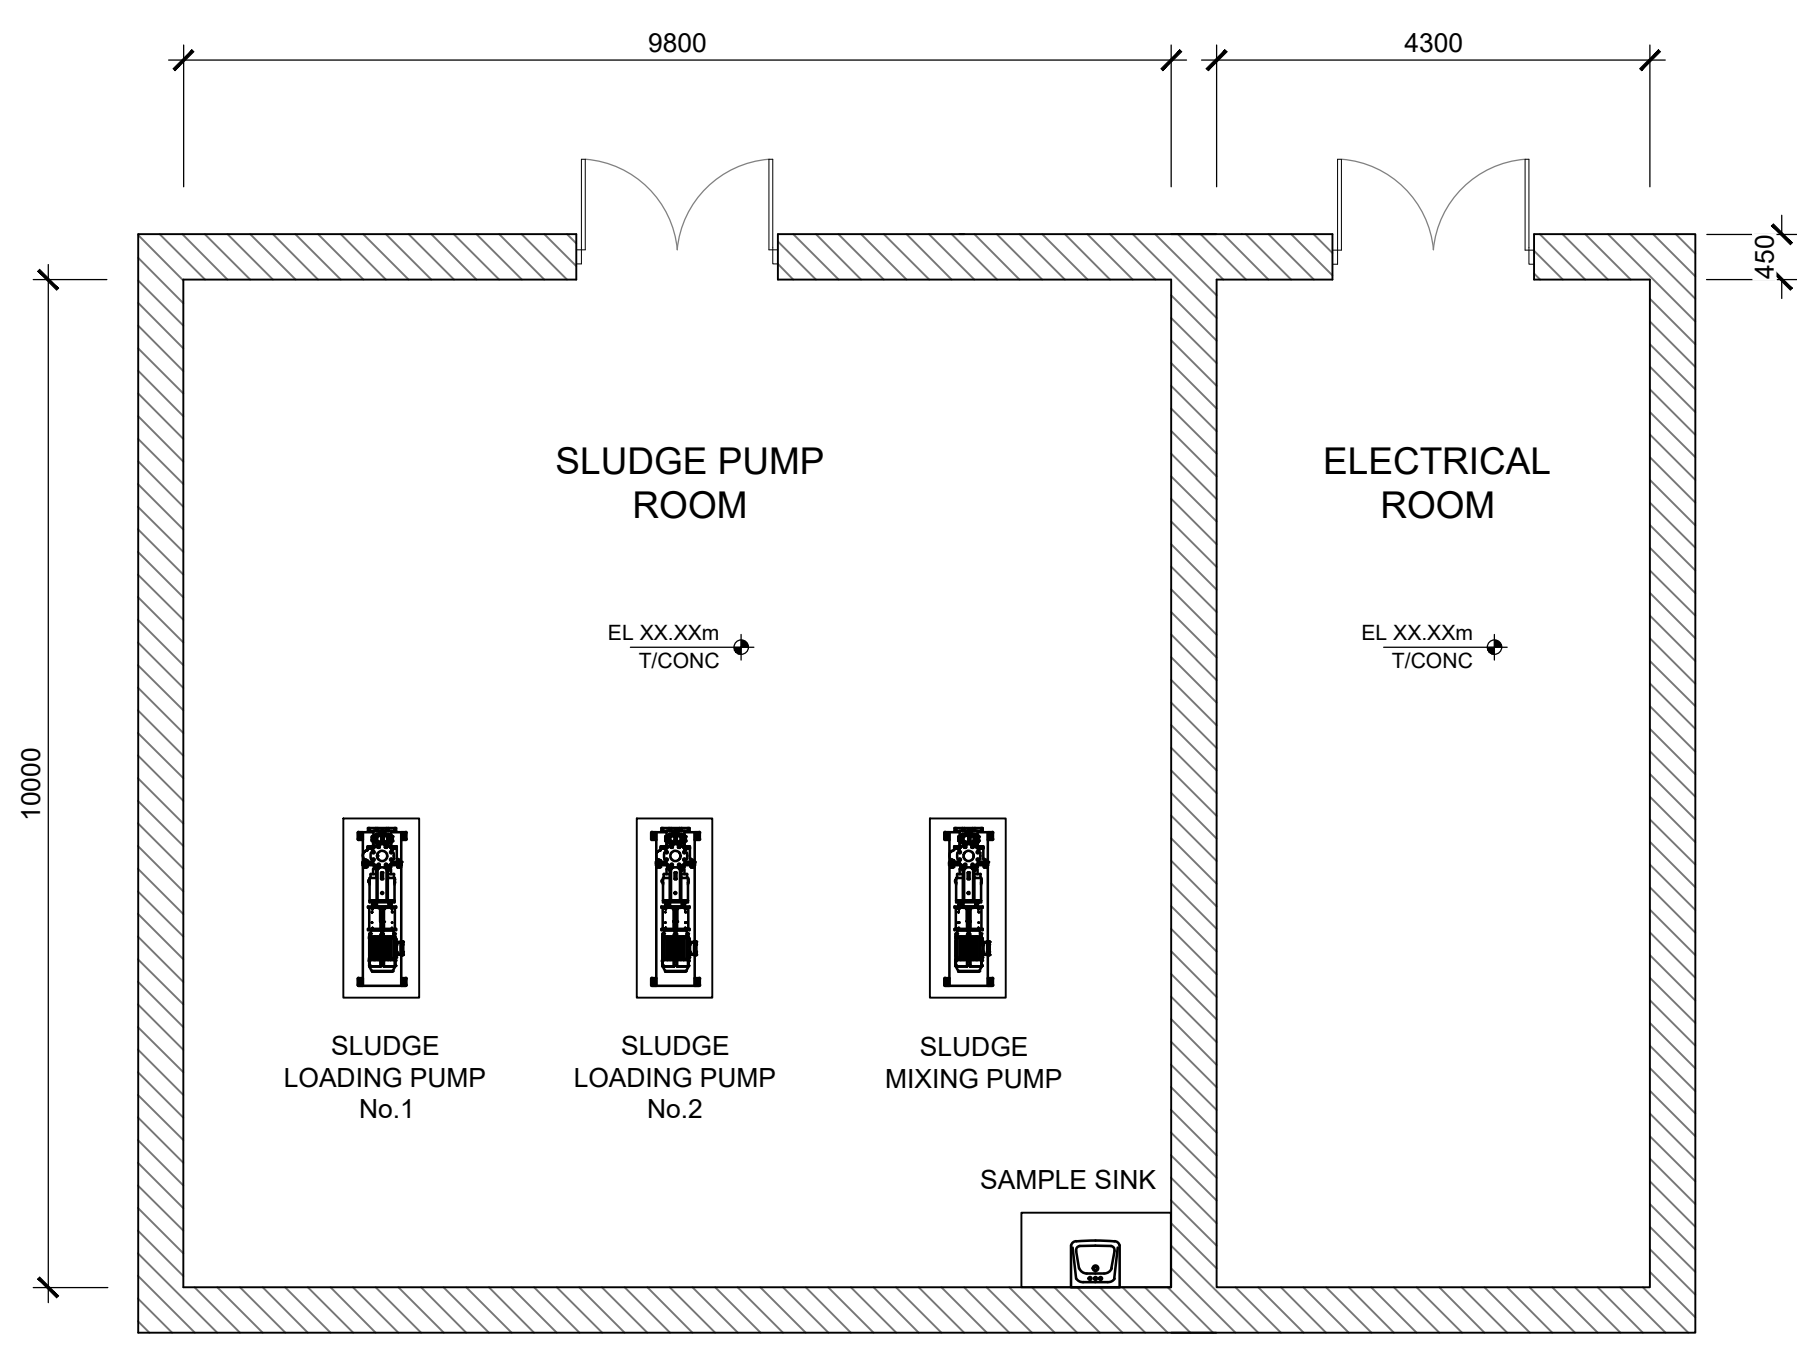 9800
4300
450
SLUDGE PUMP
ROOM
ELECTRICAL
ROOM
EL XX.XXm
T/CONC
EL XX.XXm
T/CONC
10000
SLUDGE
LOADING PUMP
No.1
SLUDGE
LOADING PUMP
No.2
SLUDGE
MIXING PUMP
SAMPLE SINK